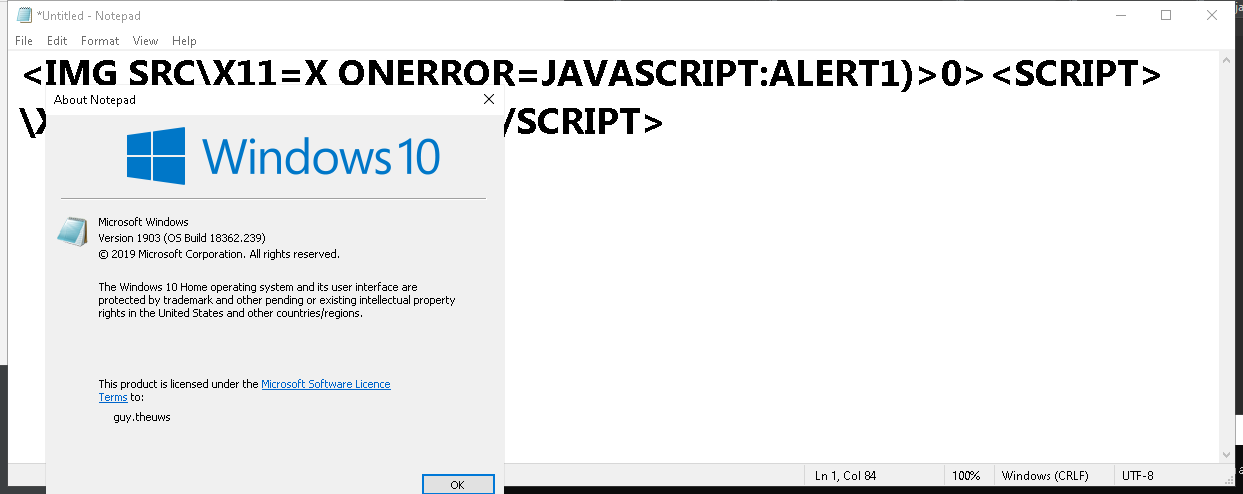 *Untitled - Notepad
File Edit Format View Help
<IMG SRC\X11=X ONERROR=JAVASCRIPT:ALERT1)>0><SCRIPT>
/SCRIPT>
About Notepad
Windows 10
Microsoft Windows
Version 1903 (OS Build 18362.239)
© 2019 Microsoft Corporation. All rights reserved.
The Windows 10 Home operating system and its user interface are
protected by trademark and other pending or existing intellectual property
rights in the United States and other countries/regions.
This product is licensed under the Microsoft Software Licence
Terms to:
guy.theuws
OK
Ln 1, Col 84 100% Windows (CRLF) UTF-8